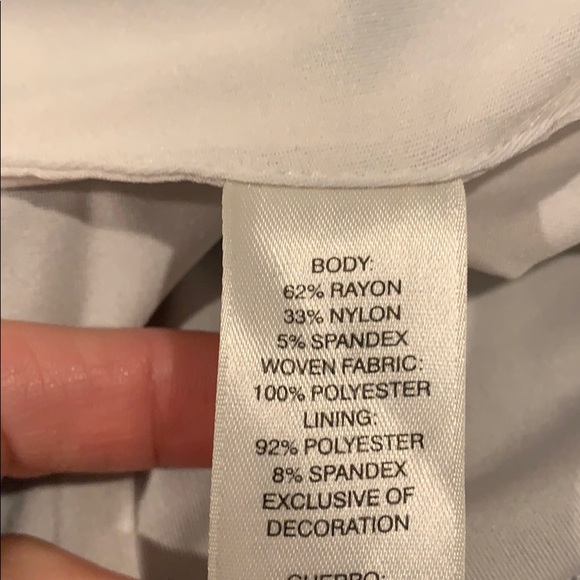 BODY:
62% RAYON
33% NYLON
5% SPANDEX
WOVEN FABRIC:
100% POLYESTER
LINING:
92% POLYESTER
8% SPANDEX
EXCLUSIVE OF
DECORATION
CUERPO: